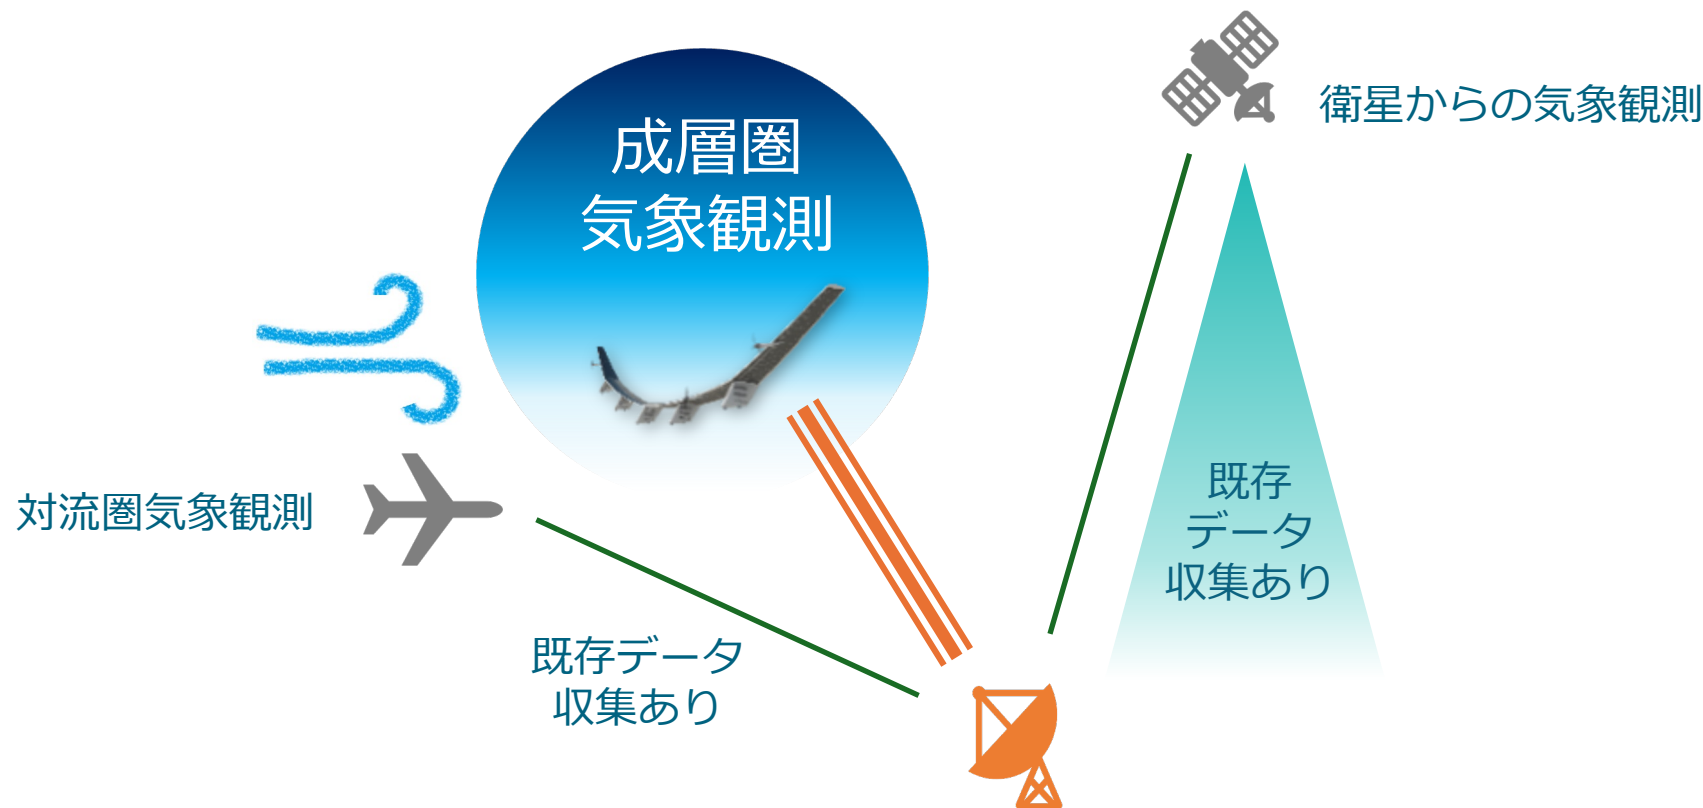 成層圏
気象観測
衛星からの気象観測
対流圏気象観測
既存
データ
収集あり
既存データ
収集あり